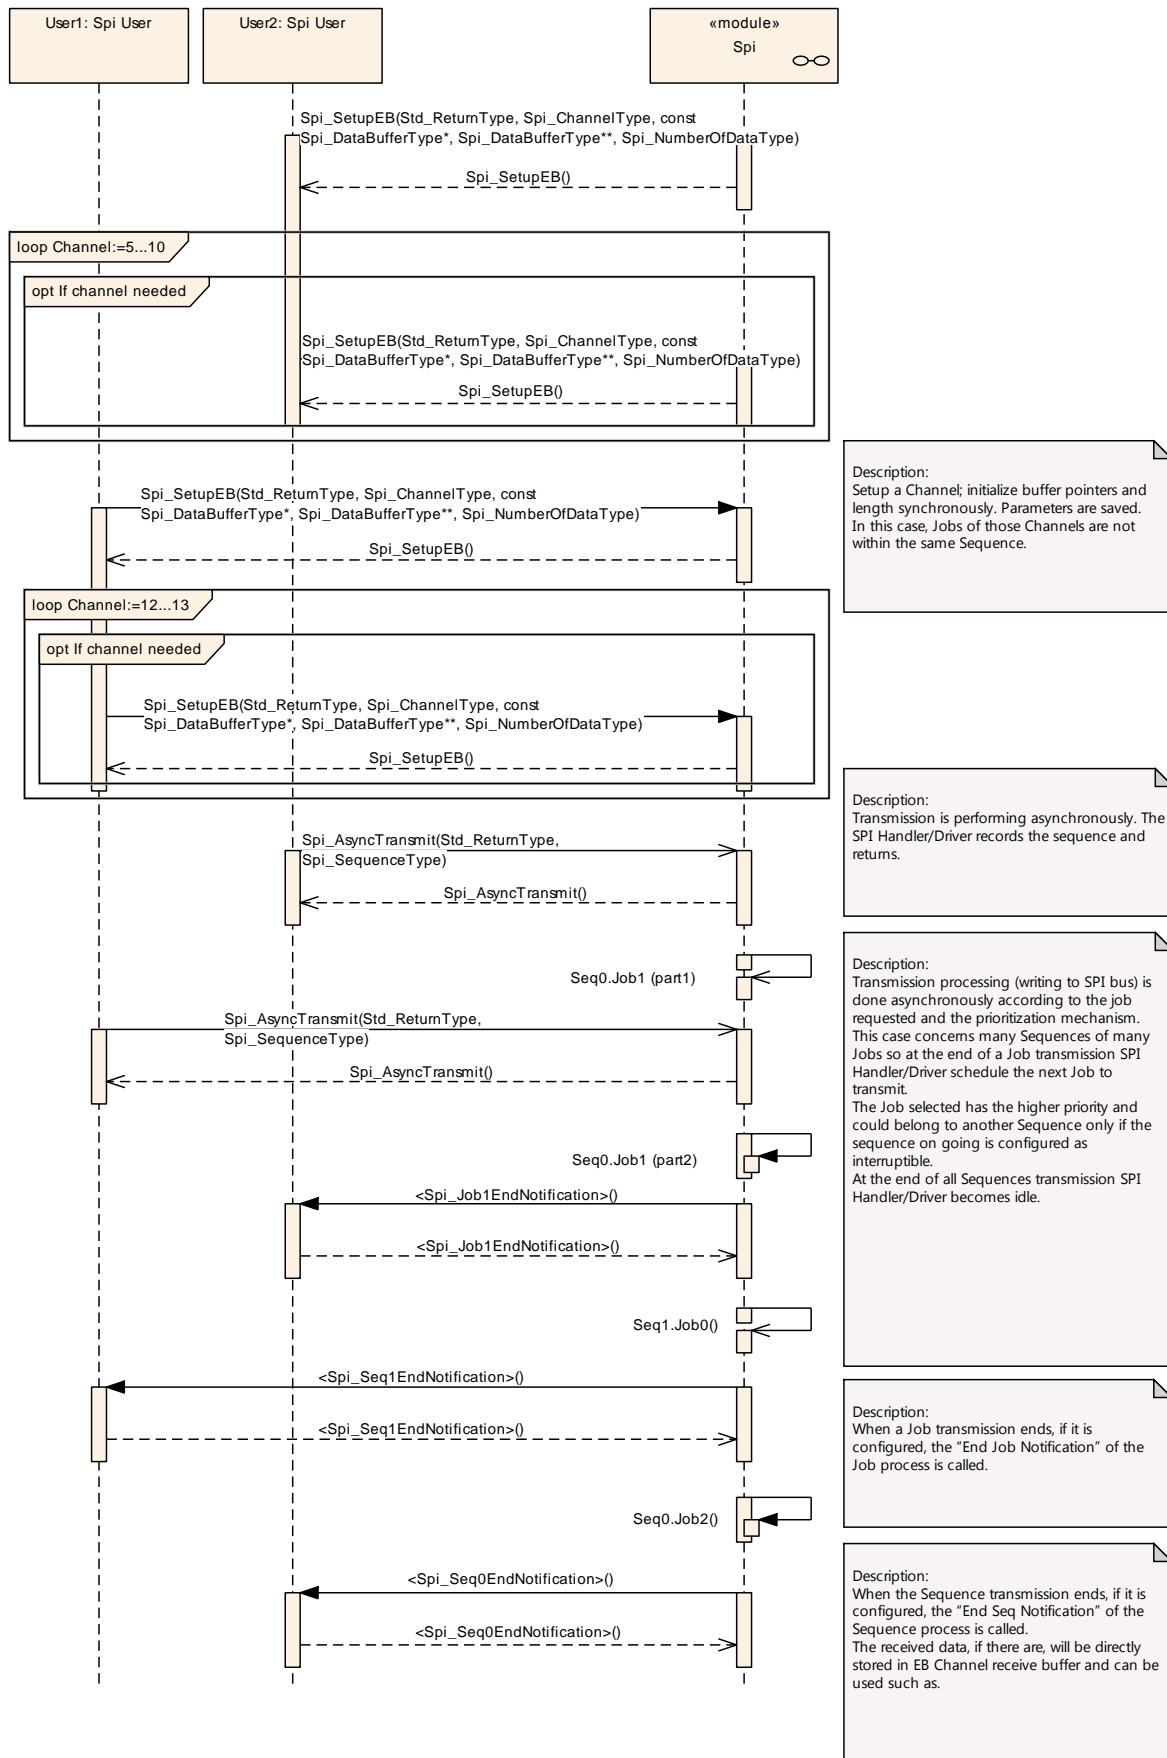 User1: Spi User
User2: Spi User
«module»
Spi
Spi_SetupEB(Std_ReturnType, Spi_ChannelType, const
Spi_DataBufferType*, Spi_DataBufferType**, Spi_NumberOfDataType)
Spi_SetupEB()
loop Channel:=5...10
opt If channel needed
Spi_SetupEB(Std_ReturnType, Spi_ChannelType, const
Spi_DataBufferType*, Spi_DataBufferType**, Spi_NumberOfDataType)
Spi_SetupEB()
Description:
Setup a Channel; initialize buffer pointers and
length synchronously. Parameters are saved.
In this case, Jobs of those Channels are not
within the same Sequence.
Spi_SetupEB(Std_ReturnType, Spi_ChannelType, const
Spi_DataBufferType*, Spi_DataBufferType**, Spi_NumberOfDataType)
Spi_SetupEB()
loop Channel:=12...13
opt If channel needed
Spi_SetupEB(Std_ReturnType, Spi_ChannelType, const
Spi_DataBufferType*, Spi_DataBufferType**, Spi_NumberOfDataType)
Spi_SetupEB()
Description:
Transmission is performing asynchronously. The
SPI Handler/Driver records the sequence and
returns.
Spi_AsyncTransmit(Std_ReturnType,
Spi_SequenceType)
Spi_AsyncTransmit()
Seq0.Job1 (part1)
Description:
Transmission processing (writing to SPI bus) is
done asynchronously according to the job
requested and the prioritization mechanism.
This case concerns many Sequences of many
Jobs so at the end of a Job transmission SPI
Handler/Driver schedule the next Job to
transmit.
The Job selected has the higher priority and
could belong to another Sequence only if the
sequence on going is configured as
interruptible.
At the end of all Sequences transmission SPI
Handler/Driver becomes idle.
Spi_AsyncTransmit(Std_ReturnType,
Spi_SequenceType)
Spi_AsyncTransmit()
Seq0.Job1 (part2)
<Spi_Job1EndNotification>()
<Spi_Job1EndNotification>()
Seq1.Job0()
<Spi_Seq1EndNotification>()
<Spi_Seq1EndNotification>()
Description:
When a Job transmission ends, if it is
configured, the “End Job Notification” of the
Job process is called.
Seq0.Job2()
<Spi_Seq0EndNotification>()
<Spi_Seq0EndNotification>()
Description:
When the Sequence transmission ends, if it is
configured, the “End Seq Notification” of the
Sequence process is called.
The received data, if there are, will be directly
stored in EB Channel receive buffer and can be
used such as.